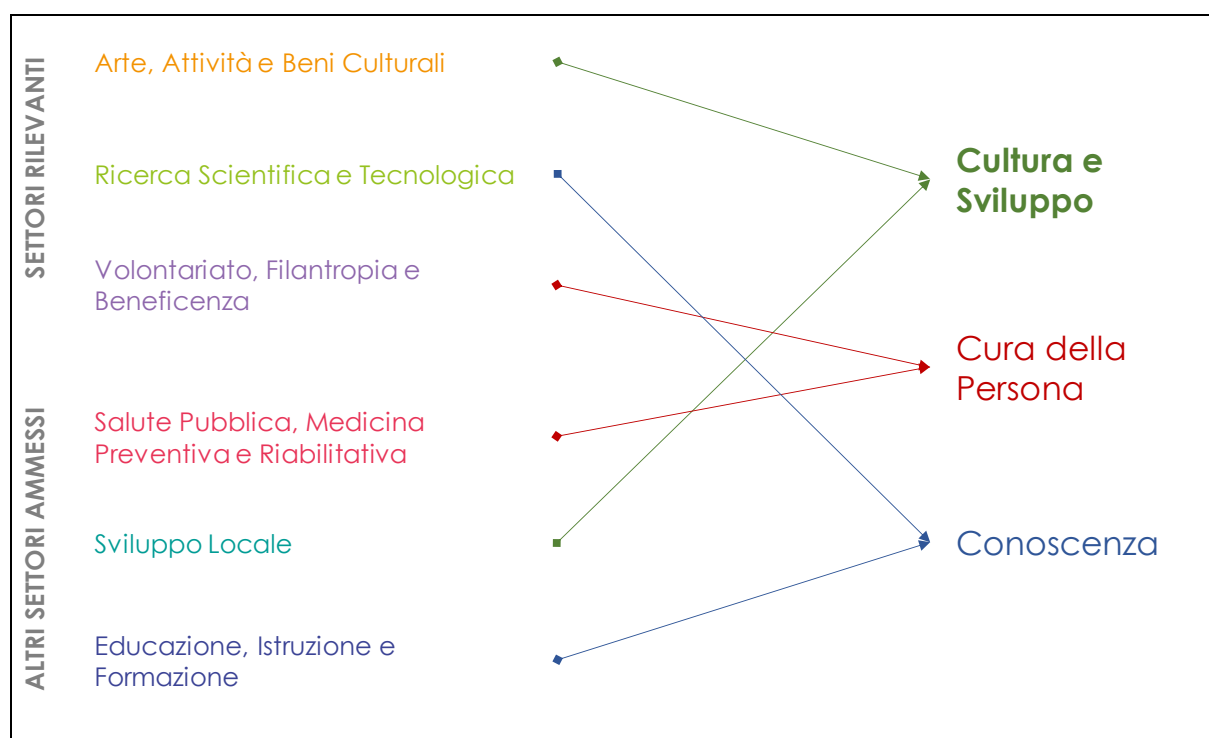 SETTORI RILEVANTI
Arte, Attività e Beni Culturali
Ricerca Scientifica e Tecnologica
Volontariato, Filantropia e
Beneficenza
ALTRI SETTORI AMMESSI
Salute Pubblica, Medicina
Preventiva e Riabilitativa
Sviluppo Locale
Educazione, Istruzione e
Formazione
Cultura e
Sviluppo
Cura della
Persona
Conoscenza